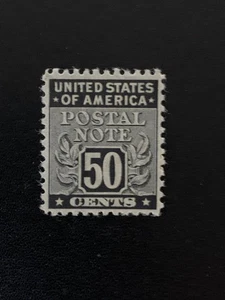 UNITED STATES
OF AMERICA
POSTAL
NOTE
50
CENTS